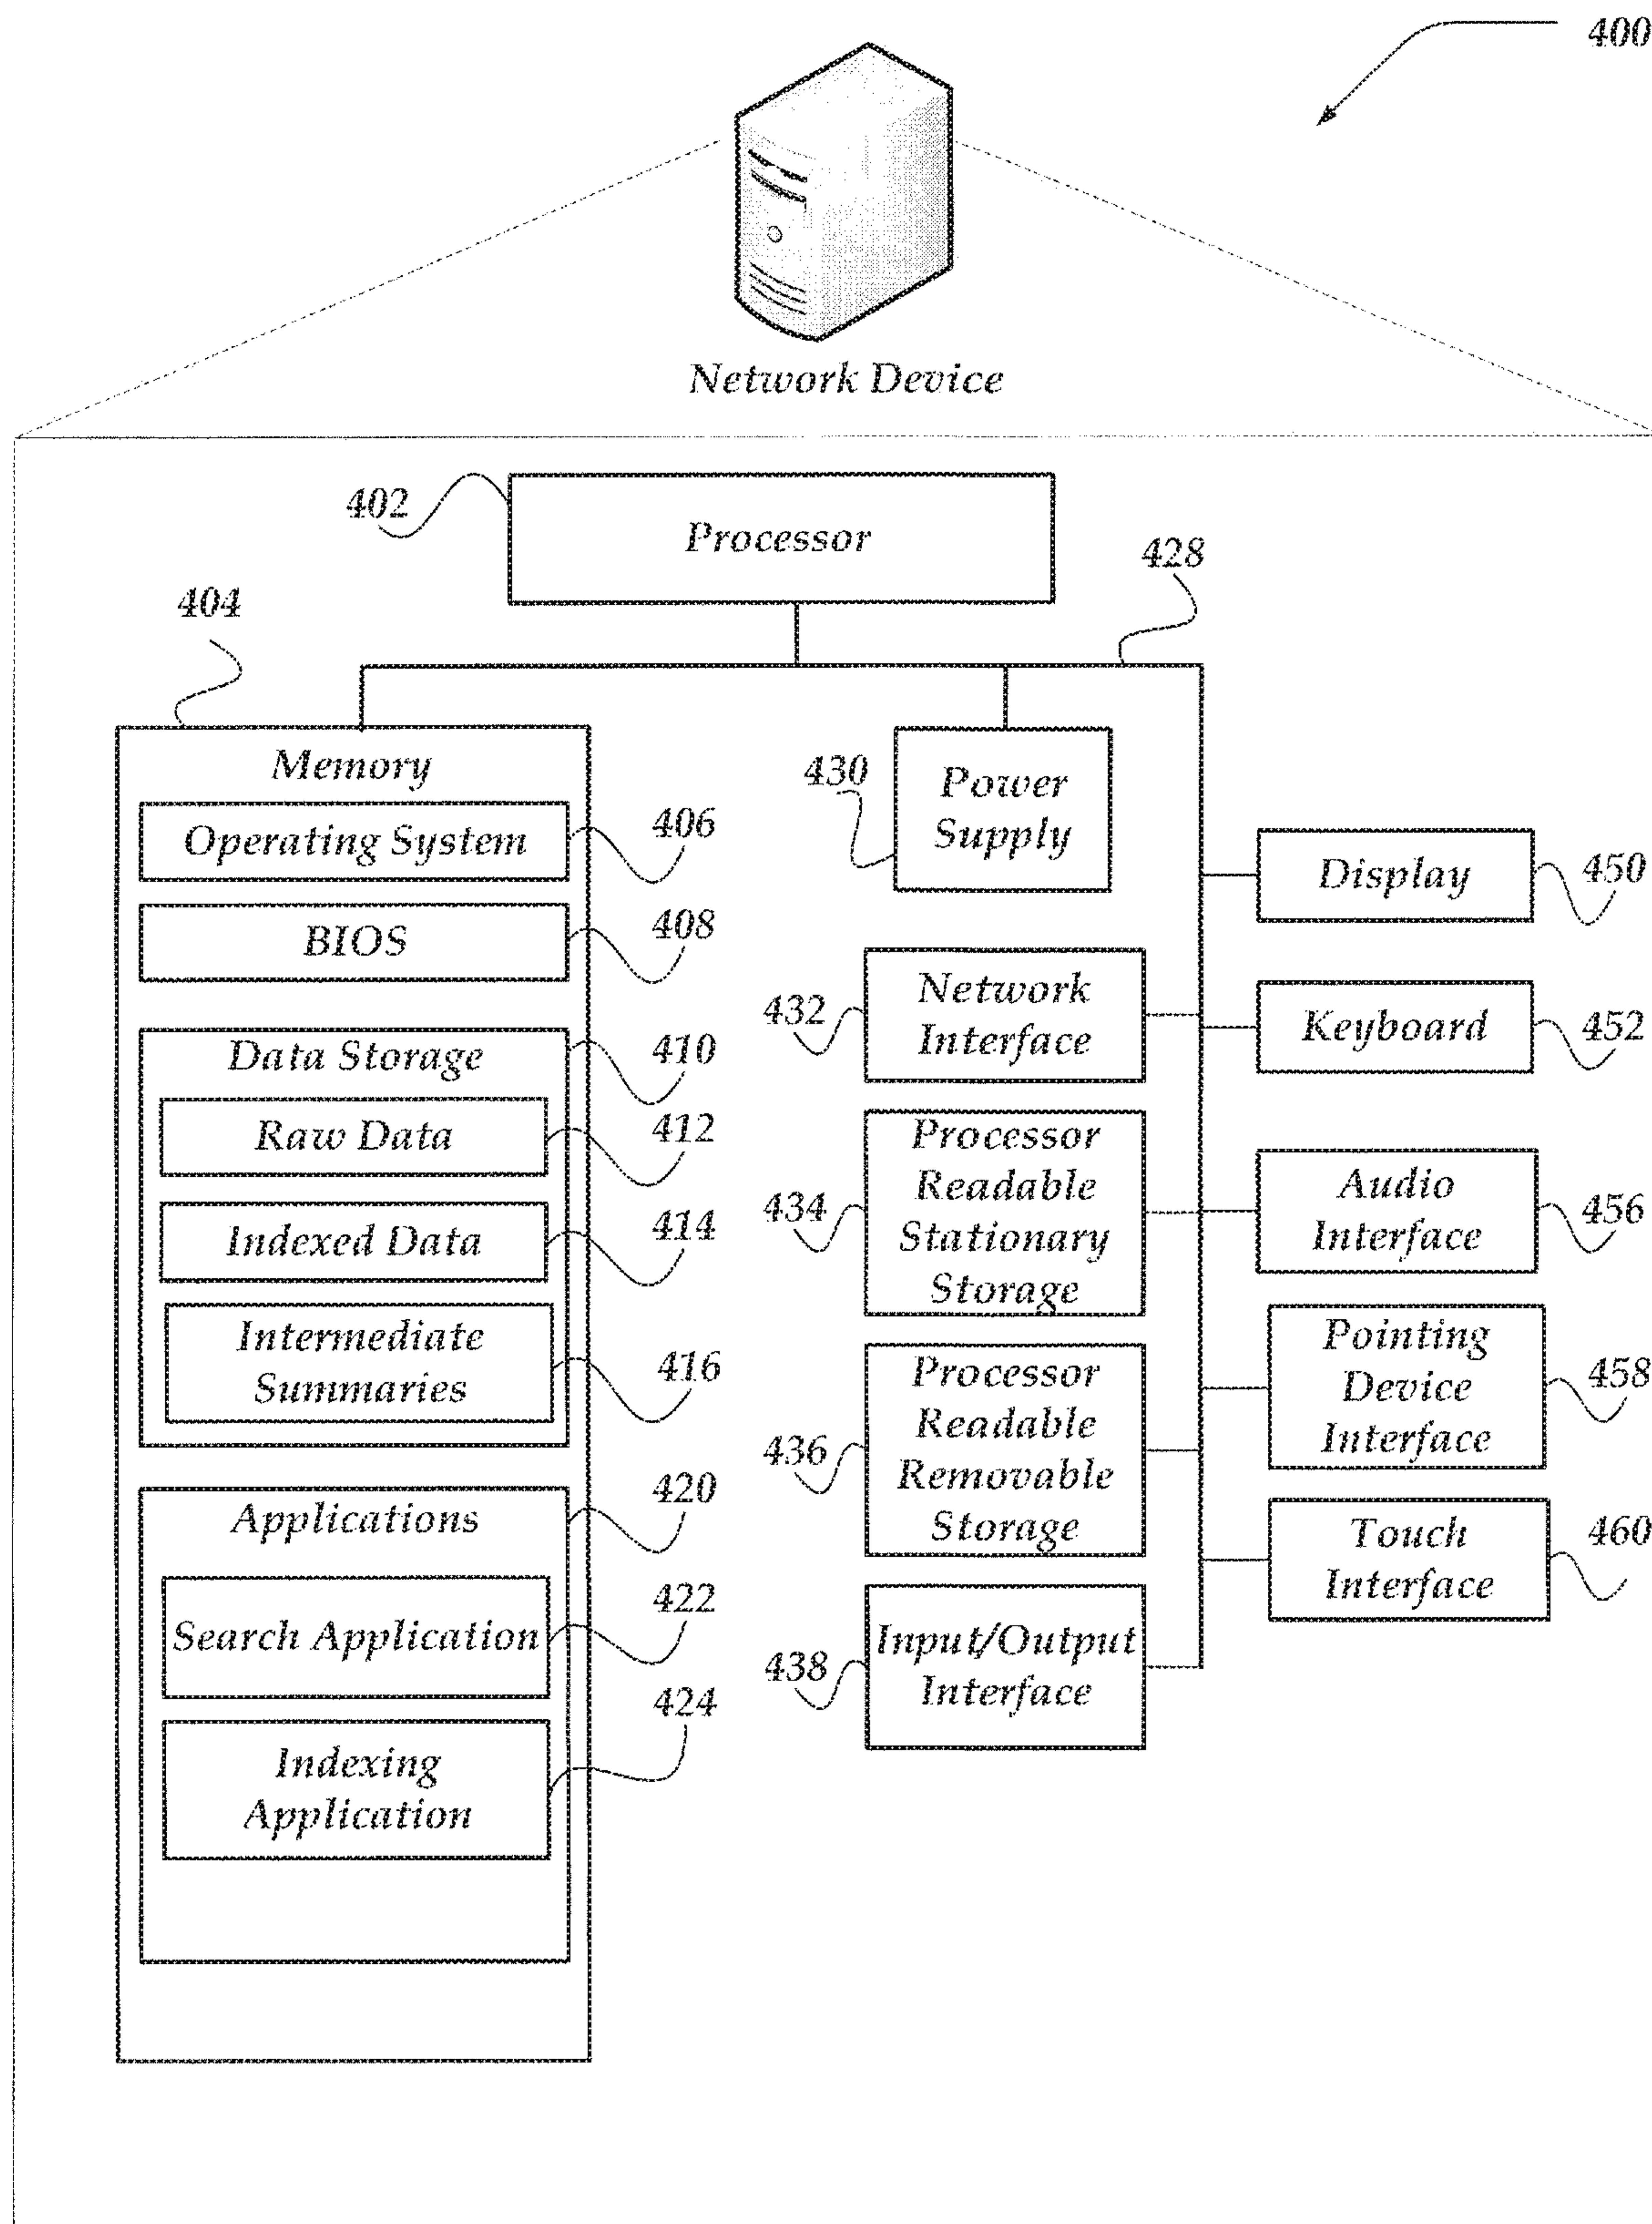 400
Network Device
402
Processor
428
404
Memory
Operating System
406
BIOS
408
Data Storage
410
Raw Data
412
Indexed Data
414
Intermediate
Summaries
416
Applications
420
Search Application
422
Indexing
Application
424
430
Power
Supply
432
Network
Interface
434
Processor
Readable
Stationary
Storage
436
Processor
Readable
Removable
Storage
438
Input/Output
Interface
Display
450
Keyboard
452
Audio
Interface
456
Pointing
Device
Interface
458
Touch
Interface
460